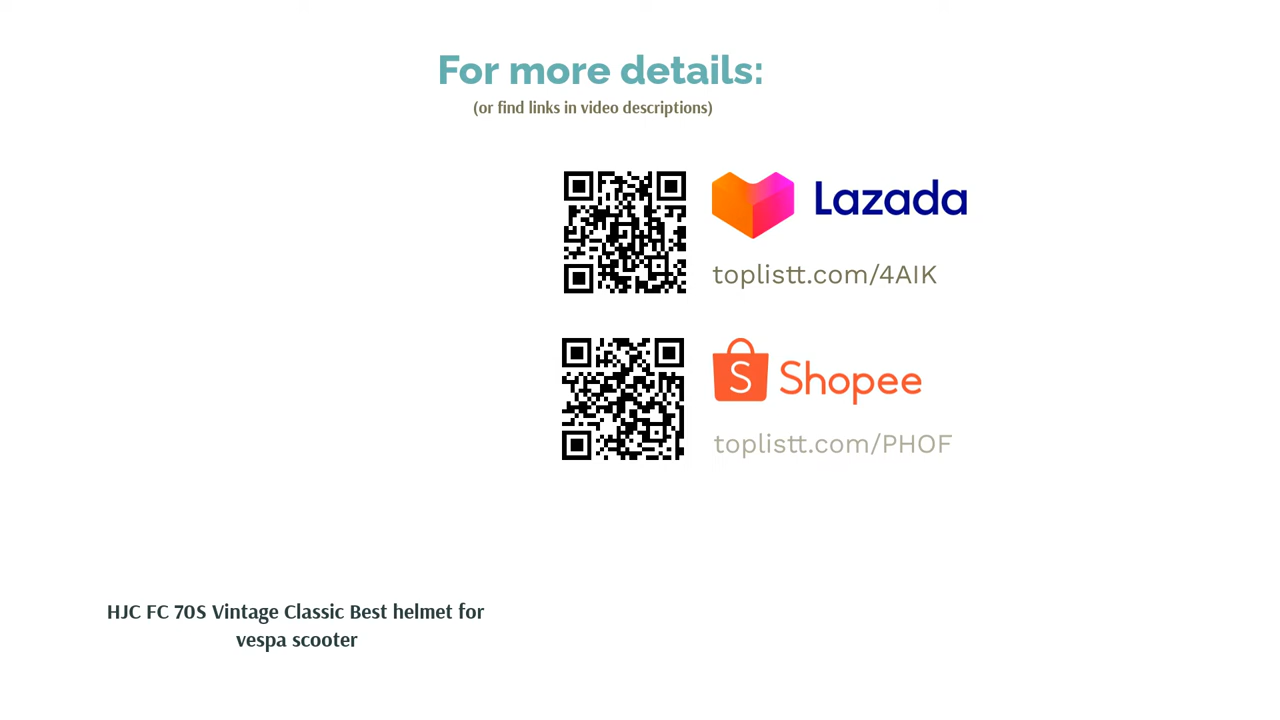 For more details:
(or find links in video descriptions)
Lazada
toplistt.com/4AIK
S Shopee
toplistt.com/PHOF
HJC FC 70S Vintage Classic Best helmet for
vespa scooter